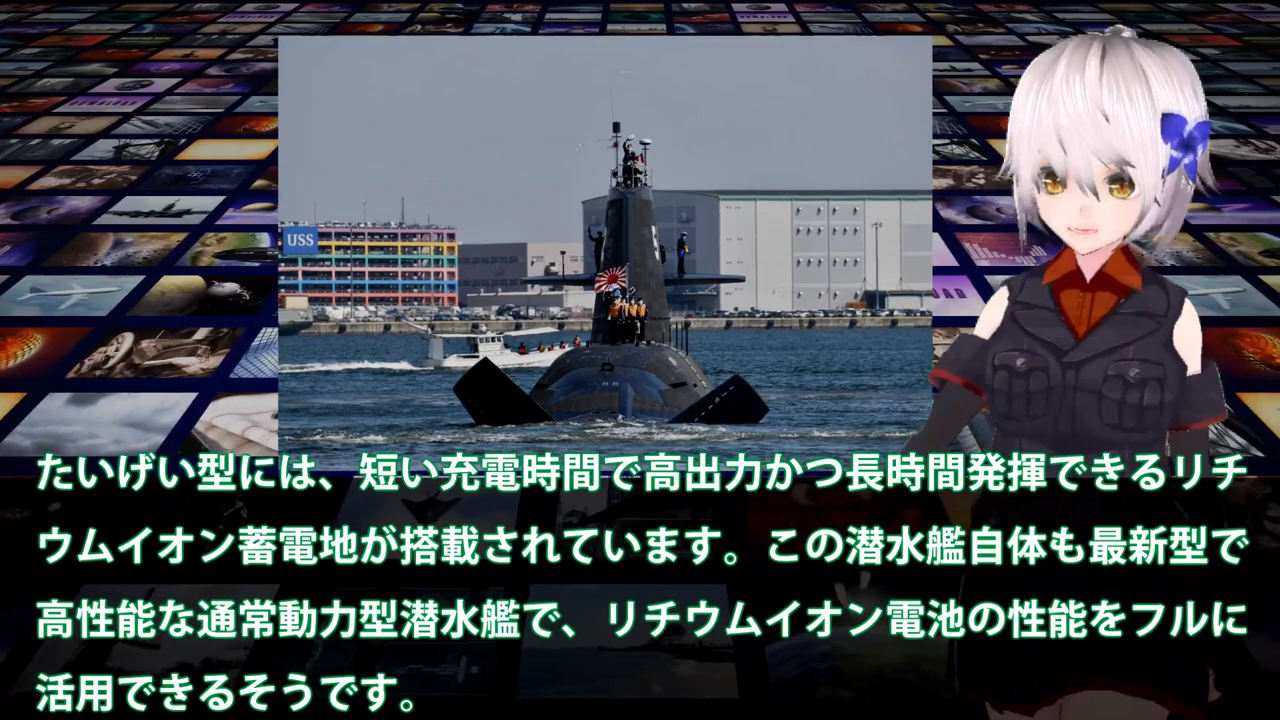 USS
たいげい型には、短い充電時間で高出力かつ長時間発揮できるリチ
ウムイオン蓄電地が搭載されています。この潜水艦自体も最新型で
高性能な通常動力型潜水艦で、リチウムイオン電池の性能をフルに
活用できるそうです。